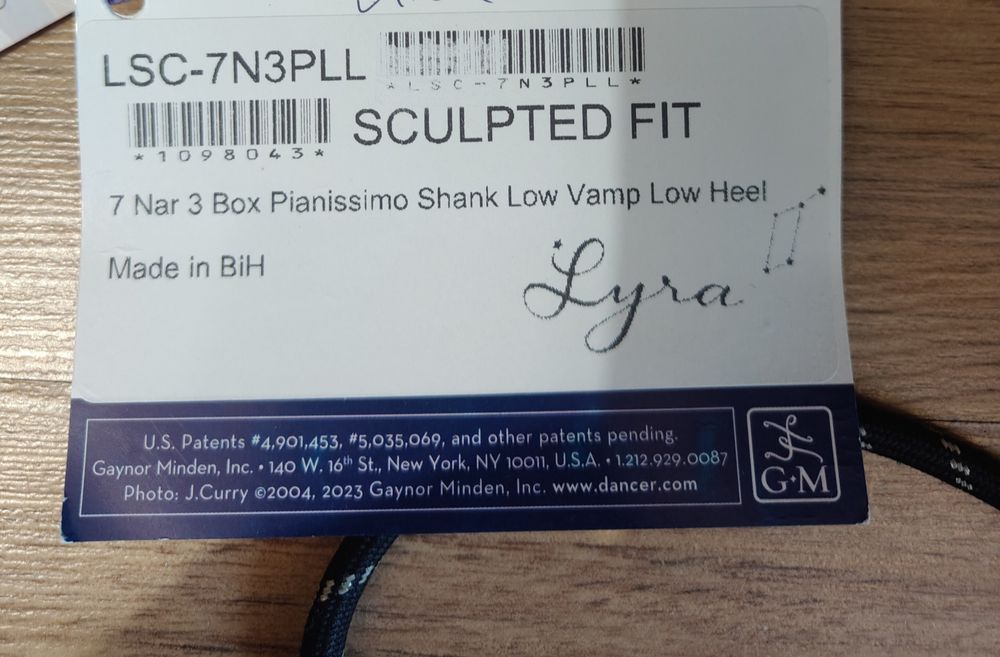 LSC-7N3PLL
*LSC-7N3PLL*
*1098043*
SCULPTED FIT
7 Nar 3 Box Pianissimo Shank Low Vamp Low Heel
Made in BiH
Lyra
U.S. Patents #4,901,453, #5,035,069, and other patents pending.
Gaynor Minden, Inc. • 140 W. 16th St., New York, NY 10011, U.S.A. • 1.212.929.0087
Photo: J.Curry ©2004, 2023 Gaynor Minden, Inc. www.dancer.com
G•M